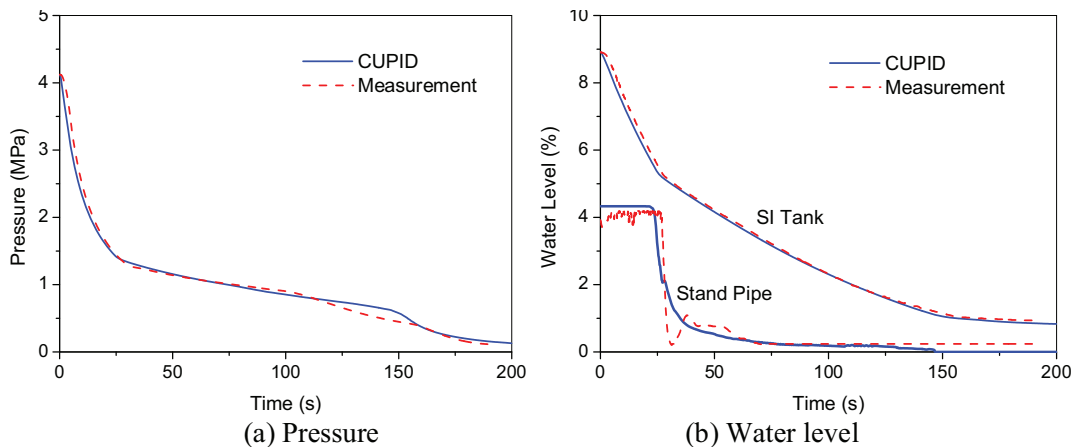 5
4
3
2
1
0
Pressure (MPa)
CUPID
Measurement
0 50 100 150 200
Time (s)
(a) Pressure
10
8
6
4
2
0
Water Level (%)
CUPID
Measurement
SI Tank
Stand Pipe
0 50 100 150 200
Time (s)
(b) Water level